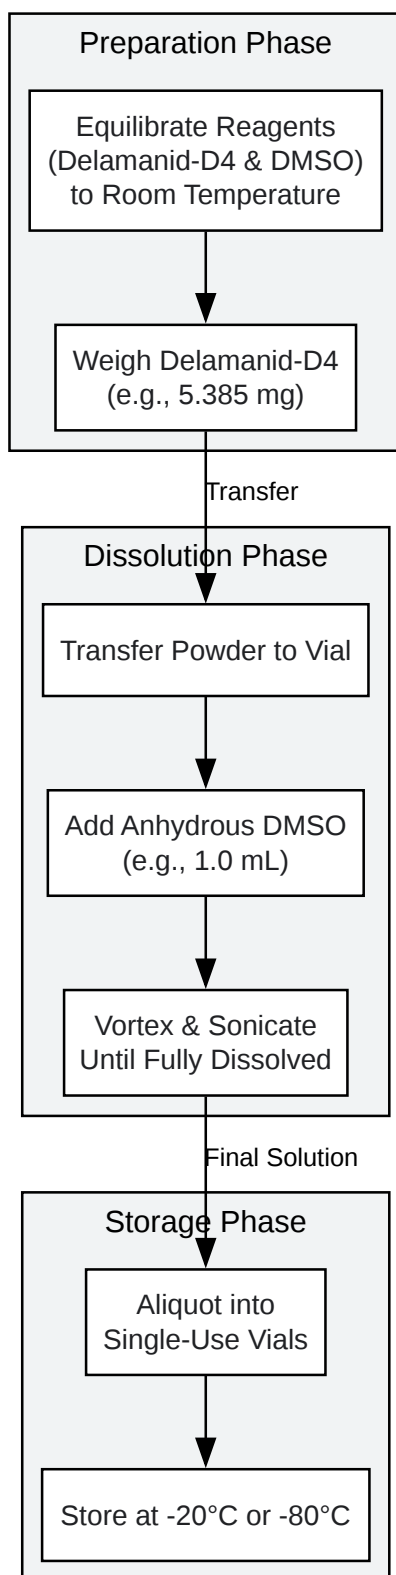 Preparation Phase
Equilibrate Reagents
(Delamanid-D4 & DMSO)
to Room Temperature
Weigh Delamanid-D4
(e.g., 5.385 mg)
Transfer
Dissolution Phase
Transfer Powder to Vial
Add Anhydrous DMSO
(e.g., 1.0 mL)
Vortex & Sonicate
Until Fully Dissolved
Final Solution
Storage Phase
Aliquot into
Single-Use Vials
Store at -20°C or -80°C